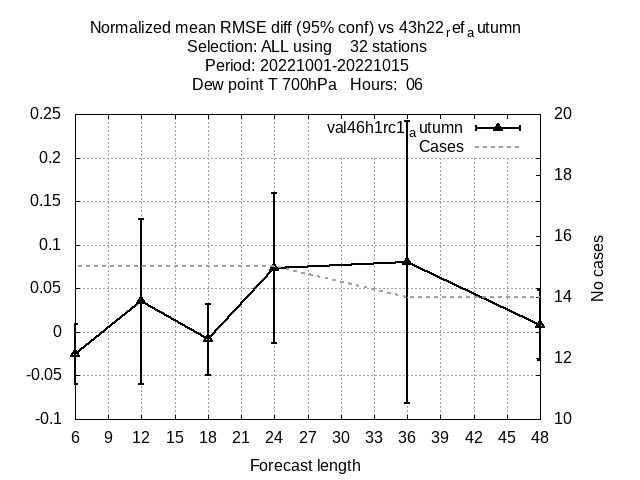 Normalized mean RMSE diff (95% conf) vs 43h22refautumn
Selection: ALL using 32 stations
Period: 20221001-20221015
Dew point T 700hPa Hours: 06
val46h1rc1autumn
Cases
0.25
0.2
0.15
0.1
0.05
0
-0.05
-0.1
20
18
16
14
12
10
No cases
6 9 12 15 18 21 24 27 30 33 36 39 42 45 48
Forecast length